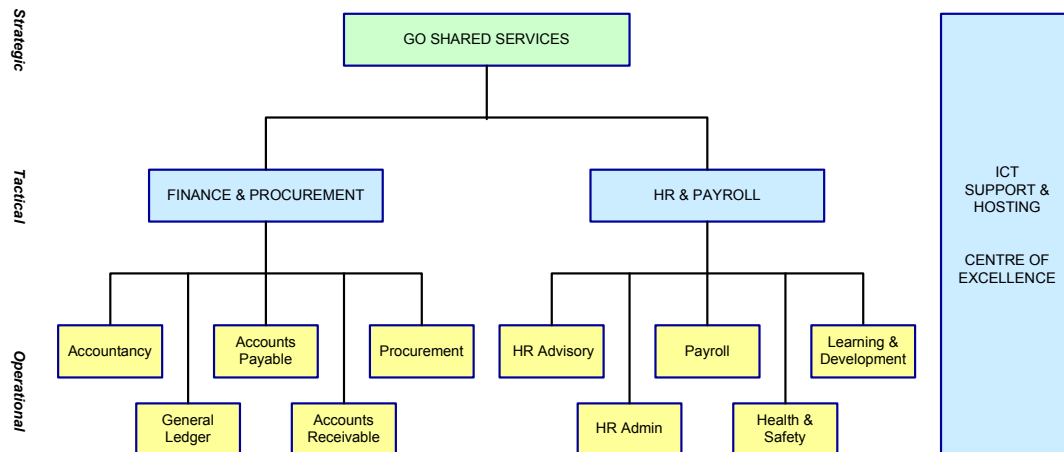 Strategic
GO SHARED SERVICES
Tactical
FINANCE & PROCUREMENT
HR & PAYROLL
ICT
SUPPORT &
HOSTING
CENTRE OF
EXCELLENCE
Operational
Accountancy
Accounts
Payable
Procurement
HR Advisory
Payroll
Learning &
Development
General
Ledger
Accounts
Receivable
HR Admin
Health &
Safety